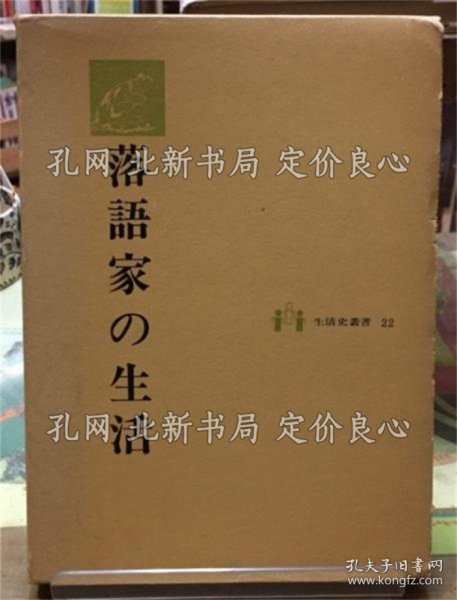 落語家の生活
生活史叢書 22
孔网 北新书局 定价良心
孔网 北新书局 定价良心
孔夫子旧书网
www.kongfz.com